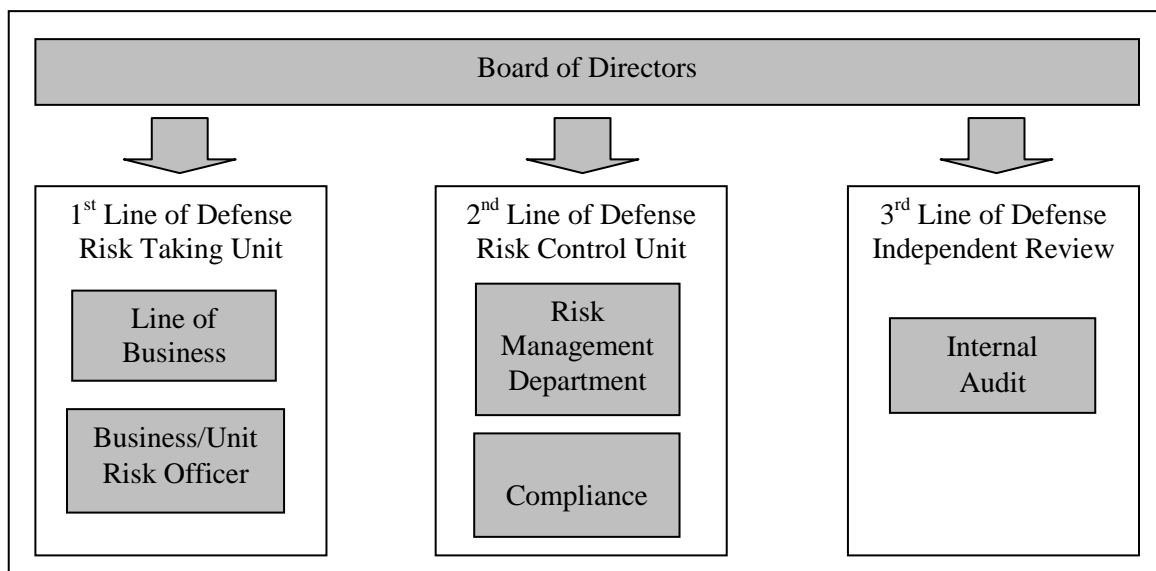 Board of Directors
1st Line of Defense
Risk Taking Unit
Line of
Business
Business/Unit
Risk Officer
2nd Line of Defense
Risk Control Unit
Risk
Management
Department
Compliance
3rd Line of Defense
Independent Review
Internal
Audit